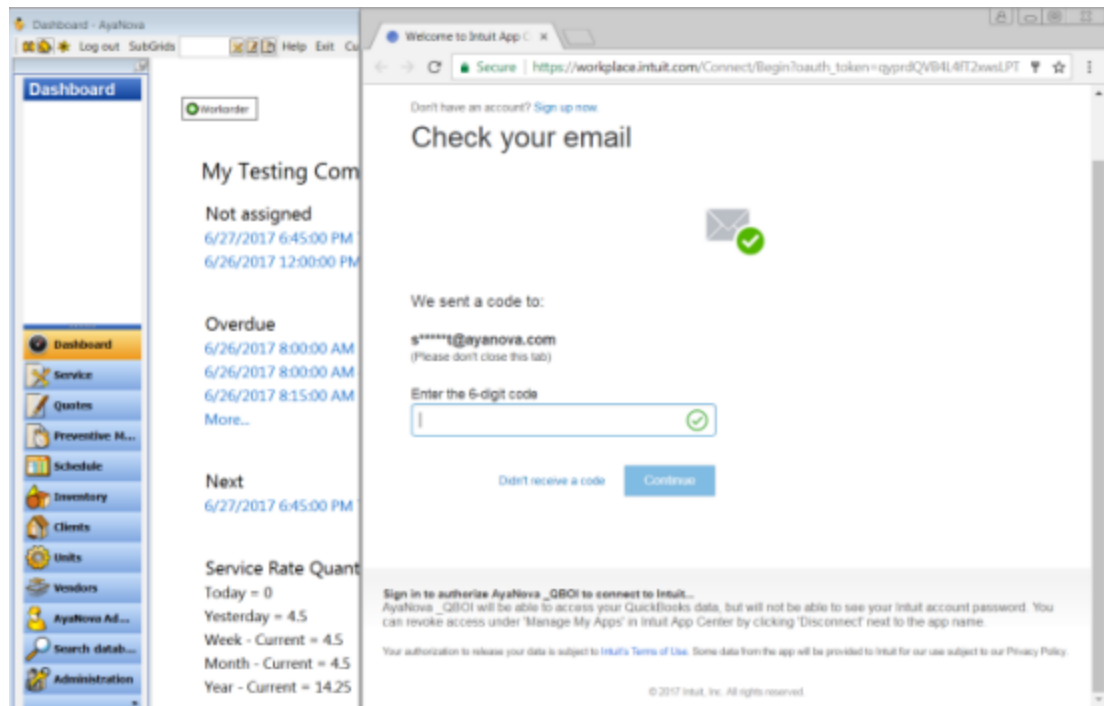 Dashboard - AyaNova
Log out SubGrids Help Exit Cu
Dashboard
Workorder
My Testing Com
Not assigned
6/27/2017 6:45:00 PM
6/26/2017 12:00:00 PM
Overdue
6/26/2017 8:00:00 AM
6/26/2017 8:00:00 AM
6/26/2017 8:15:00 AM
More...
Next
6/27/2017 6:45:00 PM
Service Rate Quant
Today = 0
Yesterday = 4.5
Week - Current = 4.5
Month - Current = 4.5
Year - Current = 14.25
Dashboard
Service
Quotes
Preventive M...
Schedule
Inventory
Clients
Units
Vendors
AyaNova Ad...
Search datab...
Administration
Welcome to Intuit App C
Secure | https://workplace.intuit.com/Connect/Begin?oauth_token=
Don't have an account? Sign up now.
Check your email
We sent a code to:
s*****t@ayanova.com
(Please don't close this tab)
Enter the 6-digit code
Didn't receive a code Continue
Sign in to authorize AyaNova _QBOI to connect to Intuit...
AyaNova _QBOI will be able to access your QuickBooks data, but will not be able to see your Intuit account password. You
can revoke access under 'Manage My Apps' in Intuit App Center by clicking 'Disconnect' next to the app name.
Your authorization to release your data is subject to Intuit's Terms of Use. Some data from the app will be provided to Intuit for our use subject to our Privacy Policy.
© 2017 Intuit, Inc. All rights reserved.